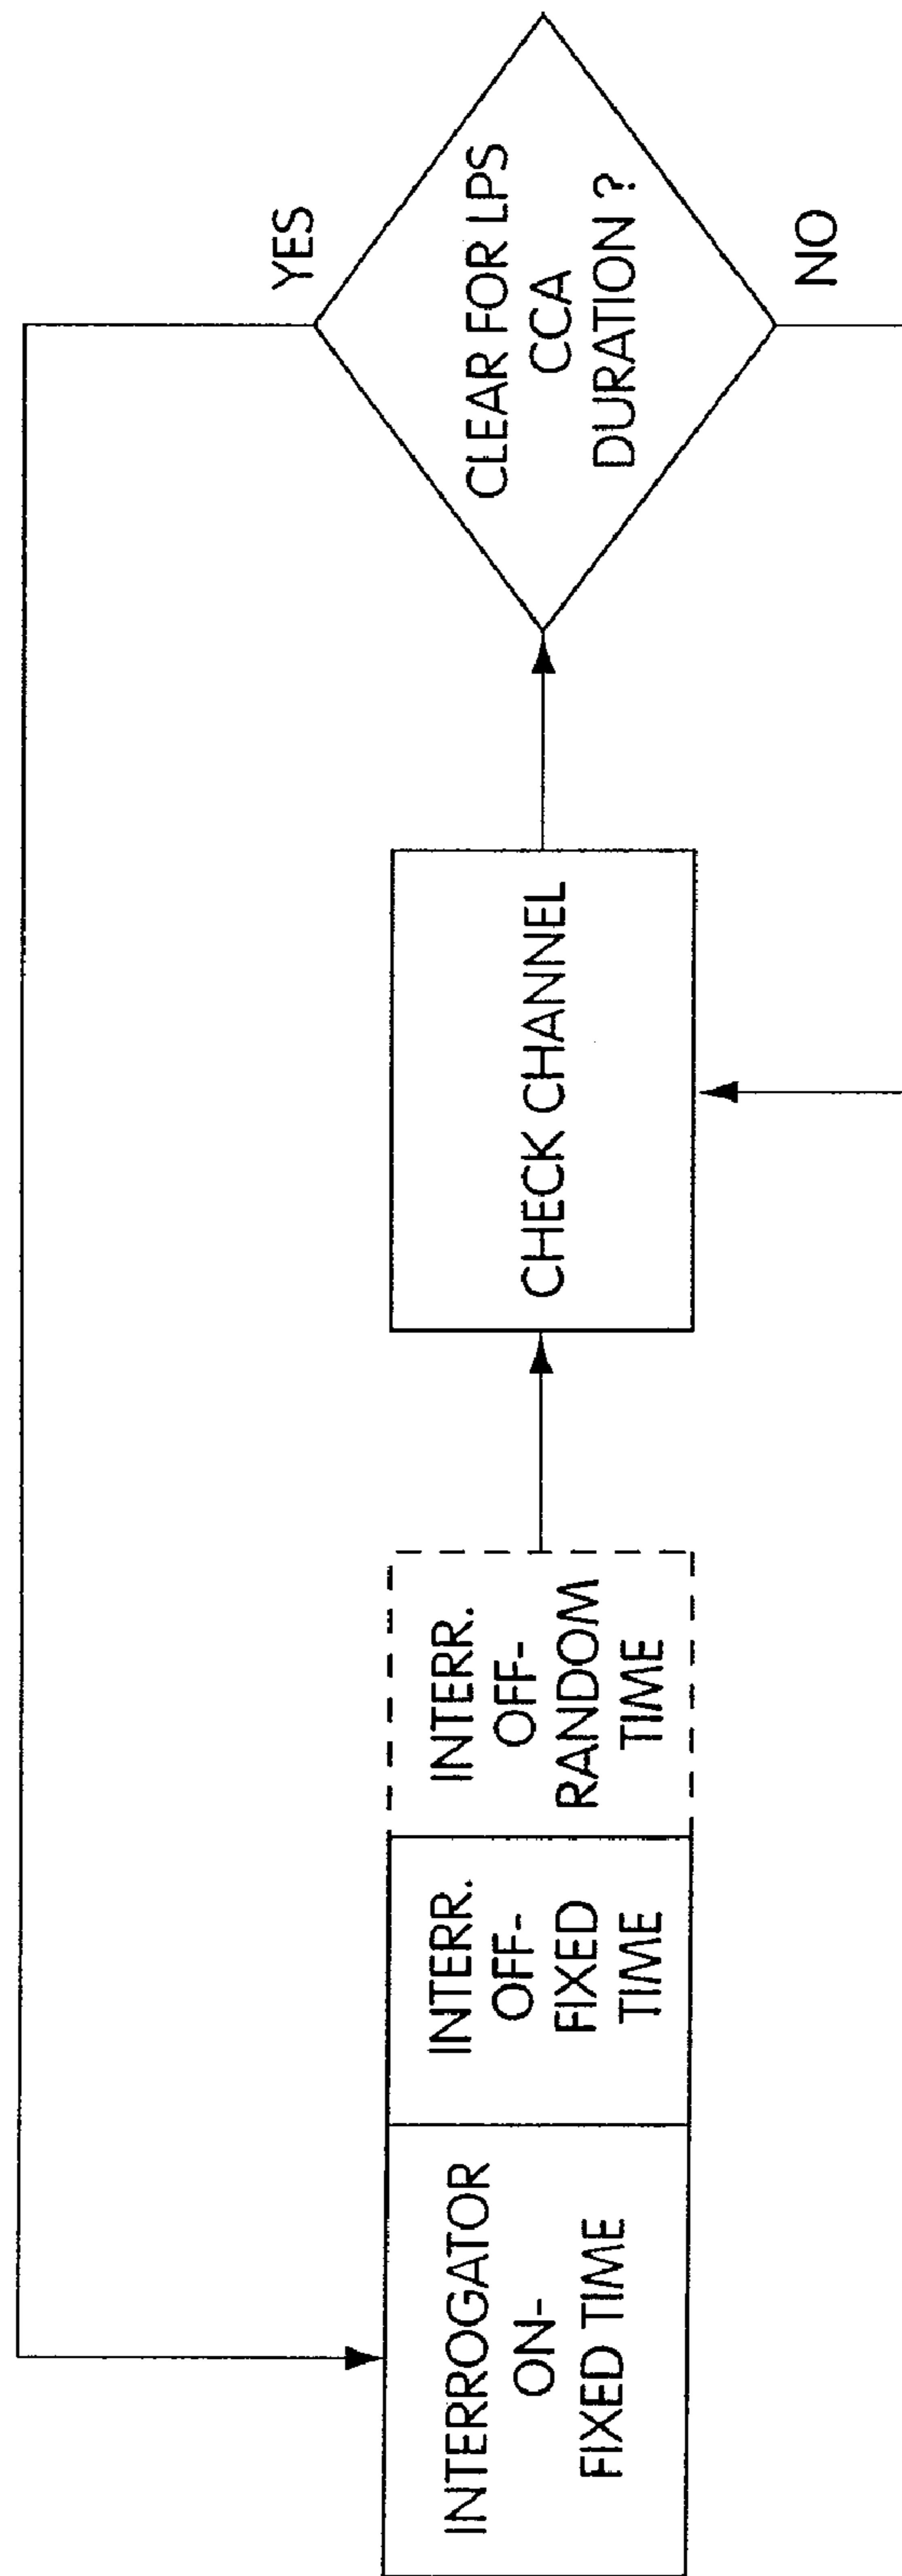 INTERROGATOR
ON-
FIXED TIME
INTERR.
OFF-
FIXED
TIME
INTERR.
OFF-
RANDOM
TIME
CHECK CHANNEL
CLEAR FOR LPS
CCA
DURATION ?
YES
NO